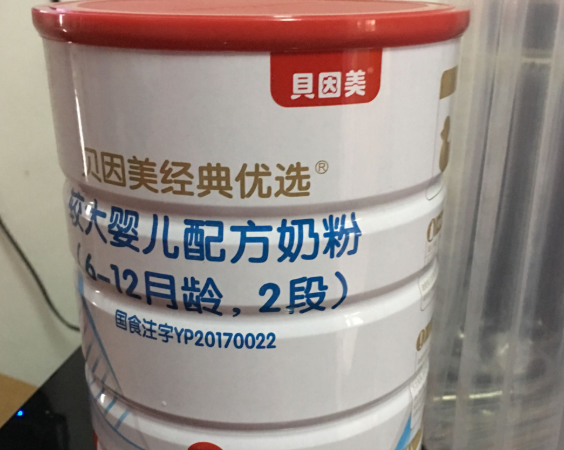 貝因美
贝因美经典优选®
较大婴儿配方奶粉
（6-12月龄，2段）
国食注字YP20170022